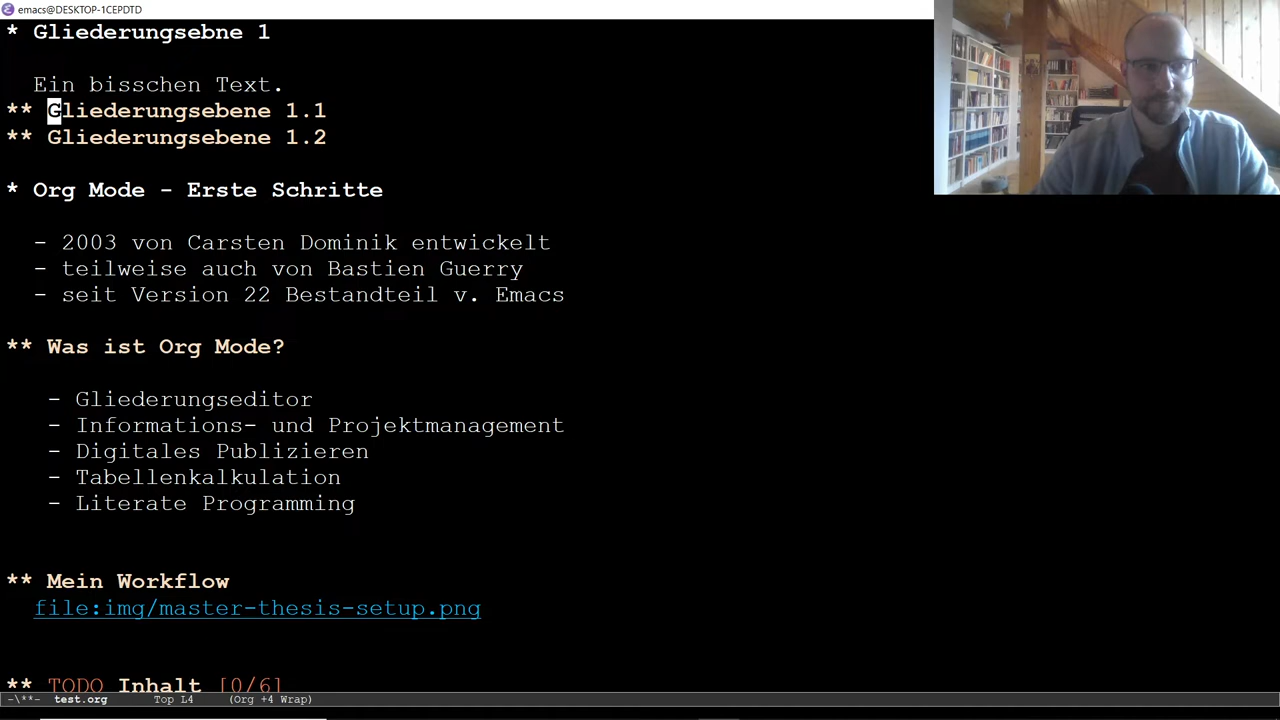 emacs@DESKTOP-1CEPDTD
* Gliederungsebne 1
Ein bisschen Text.
** Gliederungsebene 1.1
** Gliederungsebene 1.2
* Org Mode - Erste Schritte
- 2003 von Carsten Dominik entwickelt
- teilweise auch von Bastien Guerry
- seit Version 22 Bestandteil v. Emacs
** Was ist Org Mode?
- Gliederungseditor
- Informations- und Projektmanagement
- Digitales Publizieren
- Tabellenkalkulation
- Literate Programming
** Mein Workflow
file:img/master-thesis-setup.png
** TODO Inhalt [0/6]
-\**- test.org Top L4 (Org +4 Wrap)